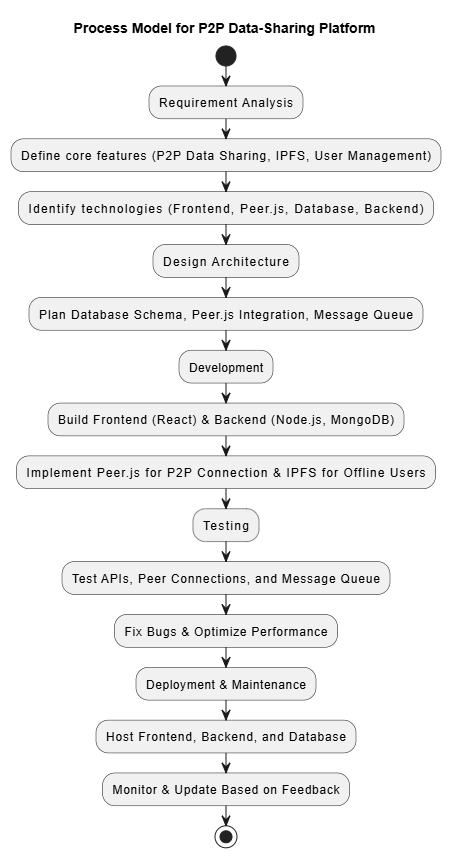 Process Model for P2P Data-Sharing Platform
Requirement Analysis
Define core features (P2P Data Sharing, IPFS, User Management)
Identify technologies (Frontend, Peer.js, Database, Backend)
Design Architecture
Plan Database Schema, Peer.js Integration, Message Queue
Development
Build Frontend (React) & Backend (Node.js, MongoDB)
Implement Peer.js for P2P Connection & IPFS for Offline Users
Testing
Test APIs, Peer Connections, and Message Queue
Fix Bugs & Optimize Performance
Deployment & Maintenance
Host Frontend, Backend, and Database
Monitor & Update Based on Feedback